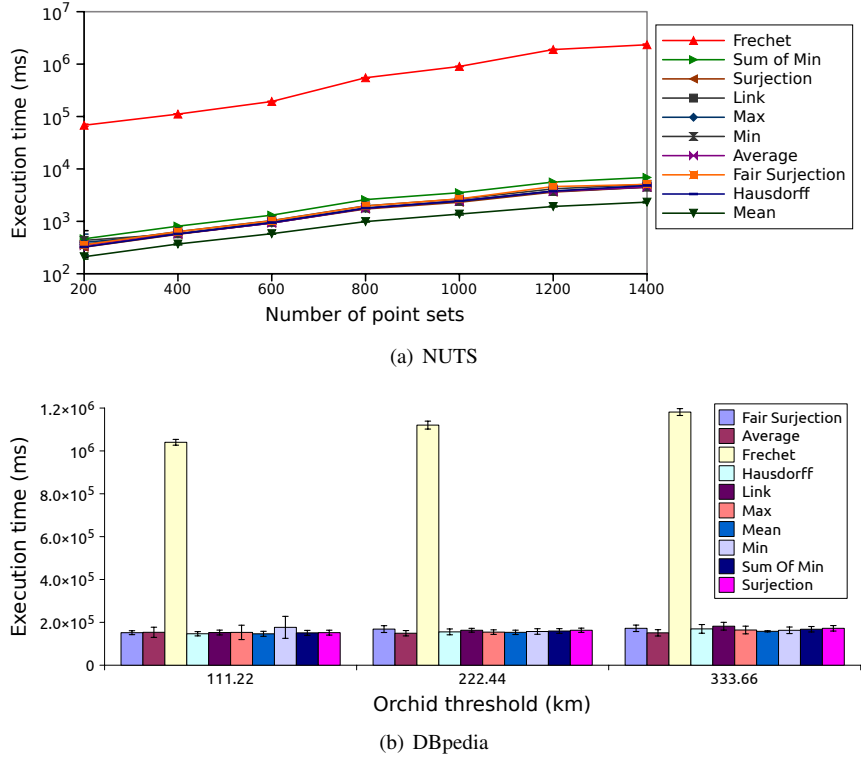 10^7
10^6
10^5
10^4
10^3
10^2
Execution time (ms)
200 400 600 800 1000 1200 1400
Number of point sets
Frechet
Sum of Min
Surjection
Link
Max
Min
Average
Fair Surjection
Hausdorff
Mean
(a) NUTS
1.2×10^6
10^6
8.0×10^5
6.0×10^5
4.0×10^5
2.0×10^5
0
Execution time (ms)
111.22 222.44 333.66
Orchid threshold (km)
Fair Surjection
Average
Frechet
Hausdorff
Link
Max
Mean
Min
Sum Of Min
Surjection
(b) DBpedia